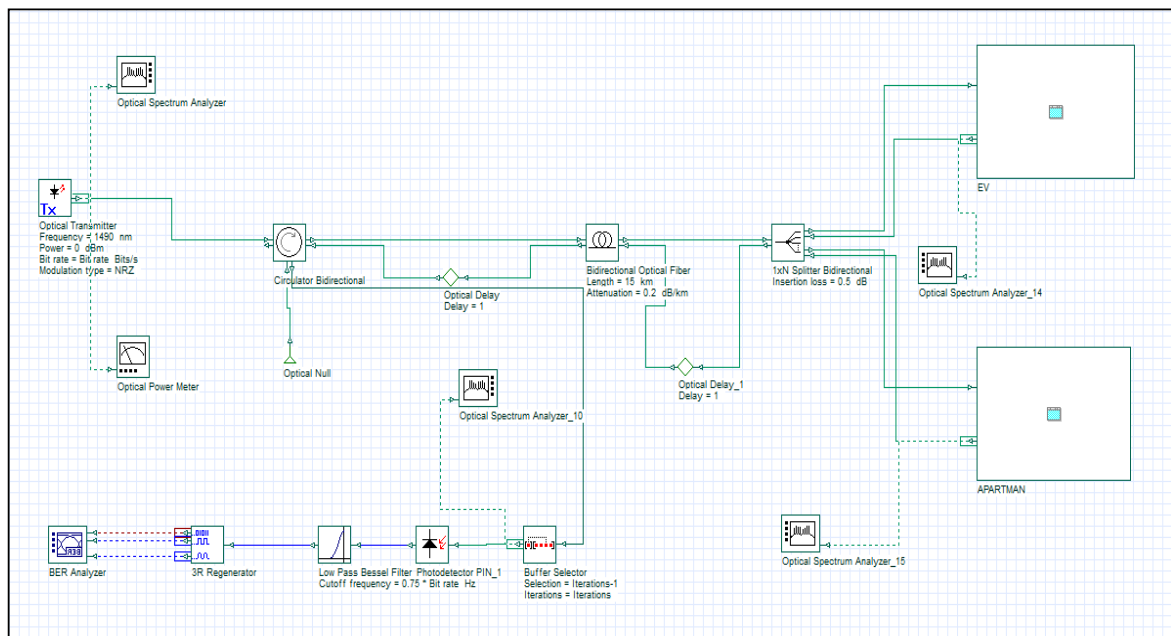 Optical Spectrum Analyzer
EV
Tx
Optical Transmitter
Frequency = 1490 nm
Power = 0 dBm
Bit rate = Bit rate Bits/s
Modulation type = NRZ
Circulator Bidirectional
Optical Delay
Delay = 1
Bidirectional Optical Fiber
Length = 15 km
Attenuation = 0.2 dB/km
1xN Splitter Bidirectional
Insertion loss = 0.5 dB
Optical Spectrum Analyzer_14
Optical Power Meter
Optical Null
Optical Delay_1
Delay = 1
Optical Spectrum Analyzer_10
APARTMAN
BER Analyzer
3R Regenerator
Low Pass Bessel Filter
Cutoff frequency = 0.75 * Bit rate Hz
Photodetector PIN_1
Buffer Selector
Selection = Iterations-1
Iterations = Iterations
Optical Spectrum Analyzer_15